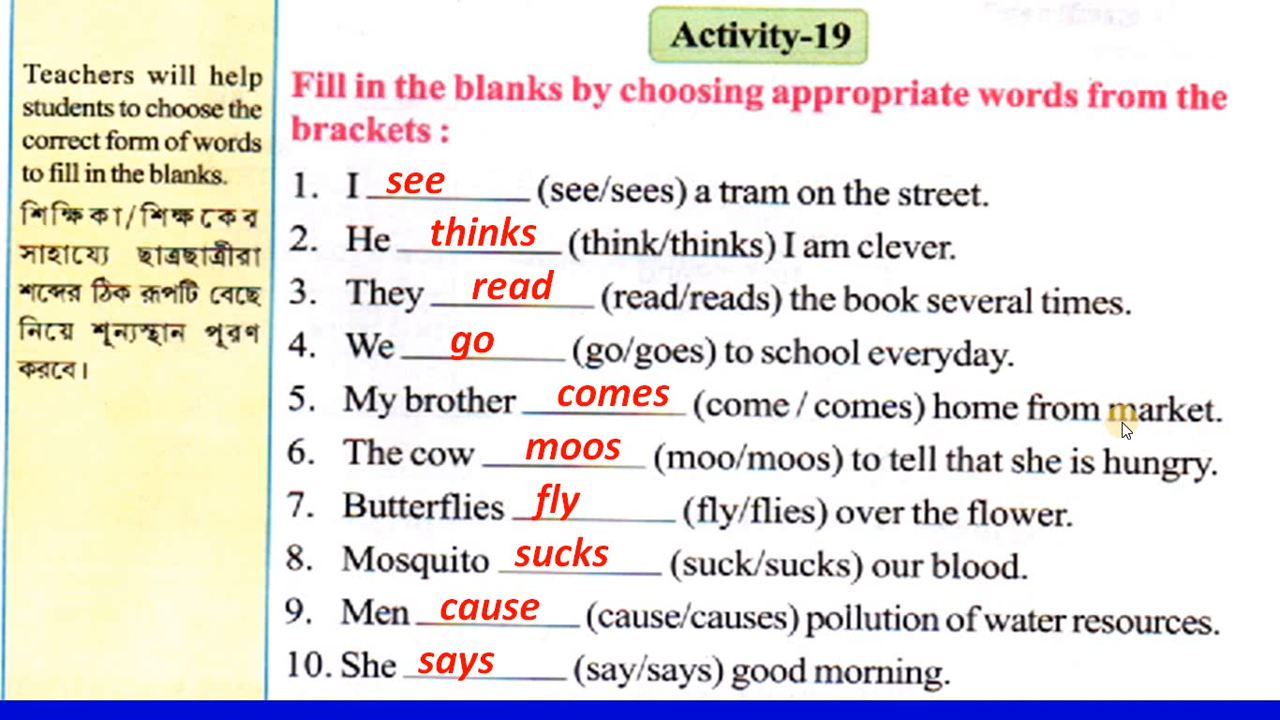 Activity-19
Teachers will help
students to choose the
correct form of words
to fill in the blanks.
শিক্ষিকা/শিক্ষকের
সাহায্যে ছাত্রছাত্রীরা
শব্দের ঠিক রূপটি বেছে
নিয়ে শূন্যস্থান পূরণ
করবে।
Fill in the blanks by choosing appropriate words from the
brackets :
1. I see (see/sees) a tram on the street.
2. He thinks (think/thinks) I am clever.
3. They read (read/reads) the book several times.
4. We go (go/goes) to school everyday.
5. My brother comes (come / comes) home from market.
6. The cow moos (moo/moos) to tell that she is hungry.
7. Butterflies fly (fly/flies) over the flower.
8. Mosquito sucks (suck/sucks) our blood.
9. Men cause (cause/causes) pollution of water resources.
10. She says (say/says) good morning.